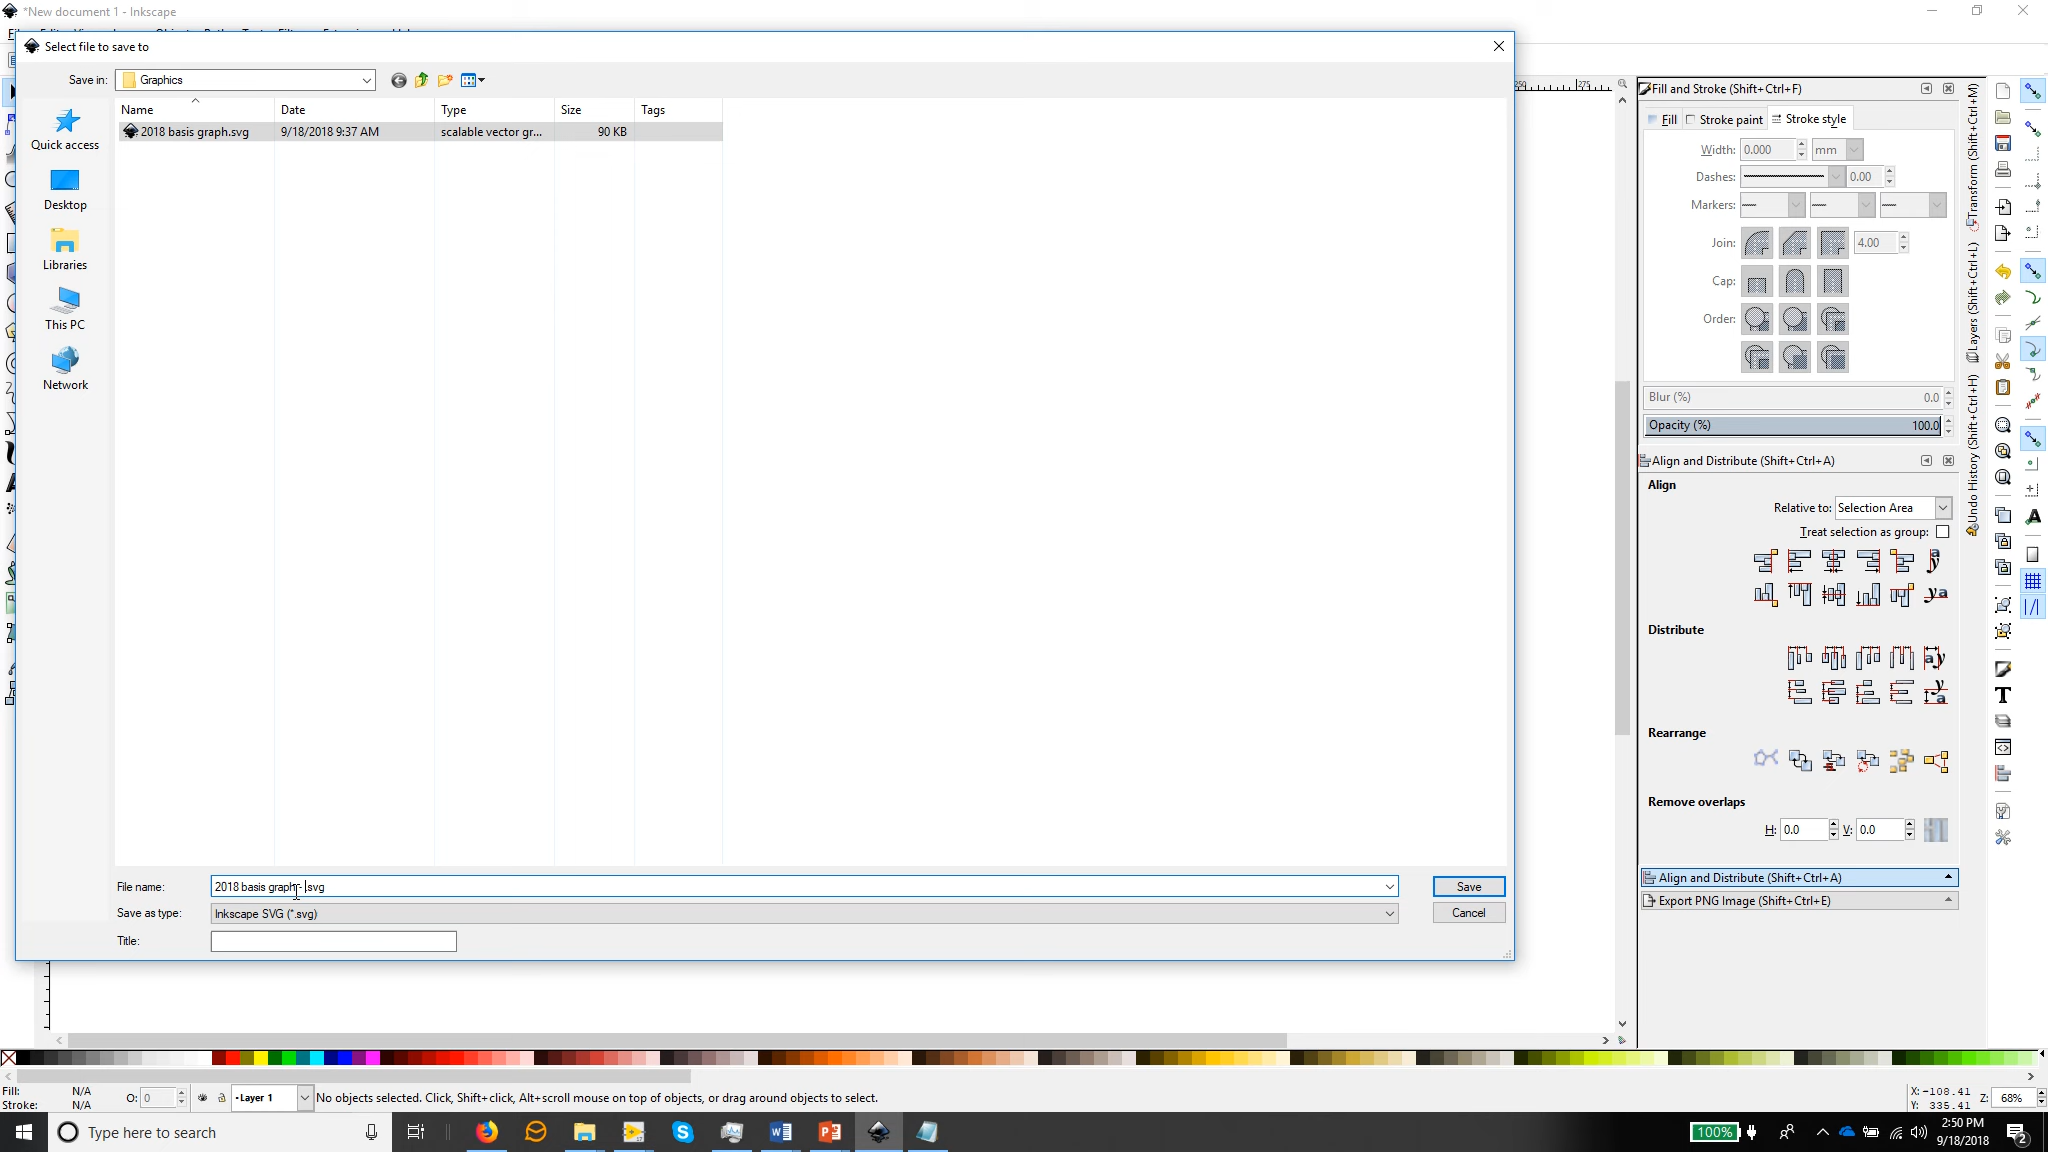 *New document 1 - Inkscape
Select file to save to
Save in: Graphics
Name Date Type Size Tags
2018 basis graph.svg 9/18/2018 9:37 AM scalable vector gr... 90 KB
Quick access
Desktop
Libraries
This PC
Network
File name: 2018 basis graph - .svg Save
Save as type: Inkscape SVG (*.svg) Cancel
Title:
250 275
Fill and Stroke (Shift+Ctrl+F)
Fill Stroke paint Stroke style
Width: 0.000 mm
Dashes: 0.00
Markers:
Join: 4.00
Cap:
Order:
Blur (%) 0.0
Opacity (%) 100.0
Align and Distribute (Shift+Ctrl+A)
Align
Relative to: Selection Area
Treat selection as group:
Distribute
Rearrange
Remove overlaps
H: 0.0 V: 0.0
Align and Distribute (Shift+Ctrl+A)
Export PNG Image (Shift+Ctrl+E)
Transform (Shift+Ctrl+M)
Layers (Shift+Ctrl+L)
Undo History (Shift+Ctrl+H)
Fill: N/A
Stroke: N/A
O: 0
Layer 1 No objects selected. Click, Shift+click, Alt+scroll mouse on top of objects, or drag around objects to select.
X: -108.41
Y: 335.41
Z: 68%
Type here to search
100%
2:50 PM
9/18/2018
2